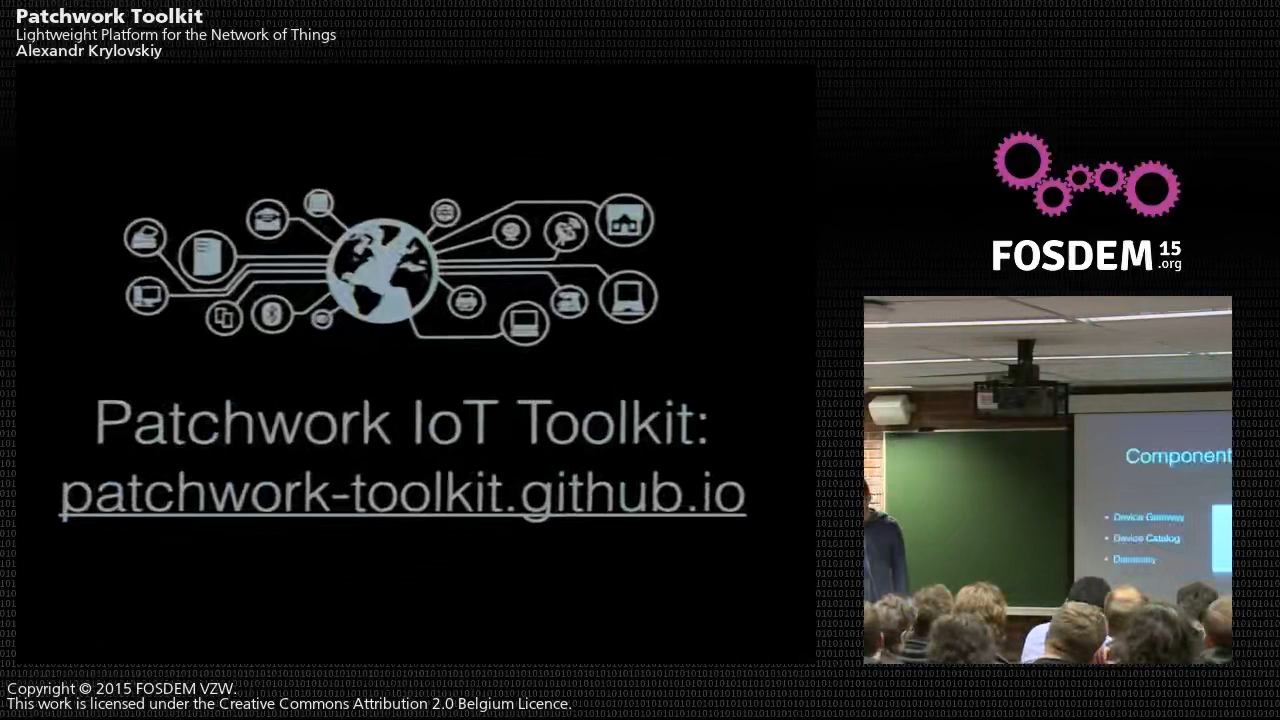 Patchwork Toolkit
Lightweight Platform for the Network of Things
Alexandr Krylovskiy
Patchwork IoT Toolkit:
patchwork-toolkit.github.io
FOSDEM 15
.org
Component
• Device Gateway
• Device Catalog
Copyright © 2015 FOSDEM VZW.
This work is licensed under the Creative Commons Attribution 2.0 Belgium Licence.